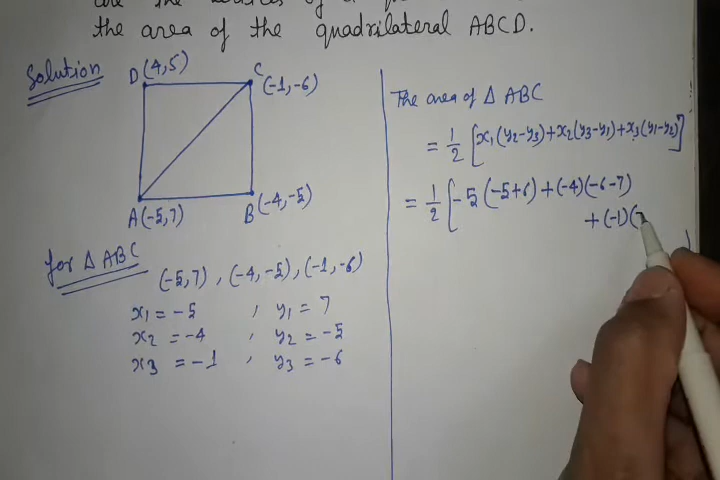 the area of the quadrilateral ABCD.
Solution
D(4,5)
C
(-1,-6)
A(-5,7)
B(-4,-5)
for Δ ABC
(-5,7) , (-4,-5), (-1,-6)
x₁ = -5 , y₁ = 7
x₂ = -4 , y₂ = -5
x₃ = -1 , y₃ = -6
The area of Δ ABC
= 1/2 [x₁(y₂-y₃)+x₂(y₃-y₁)+x₃(y₁-y₂)]
= 1/2 [-5(-5+6)+(-4)(-6-7)
+(-1)(7